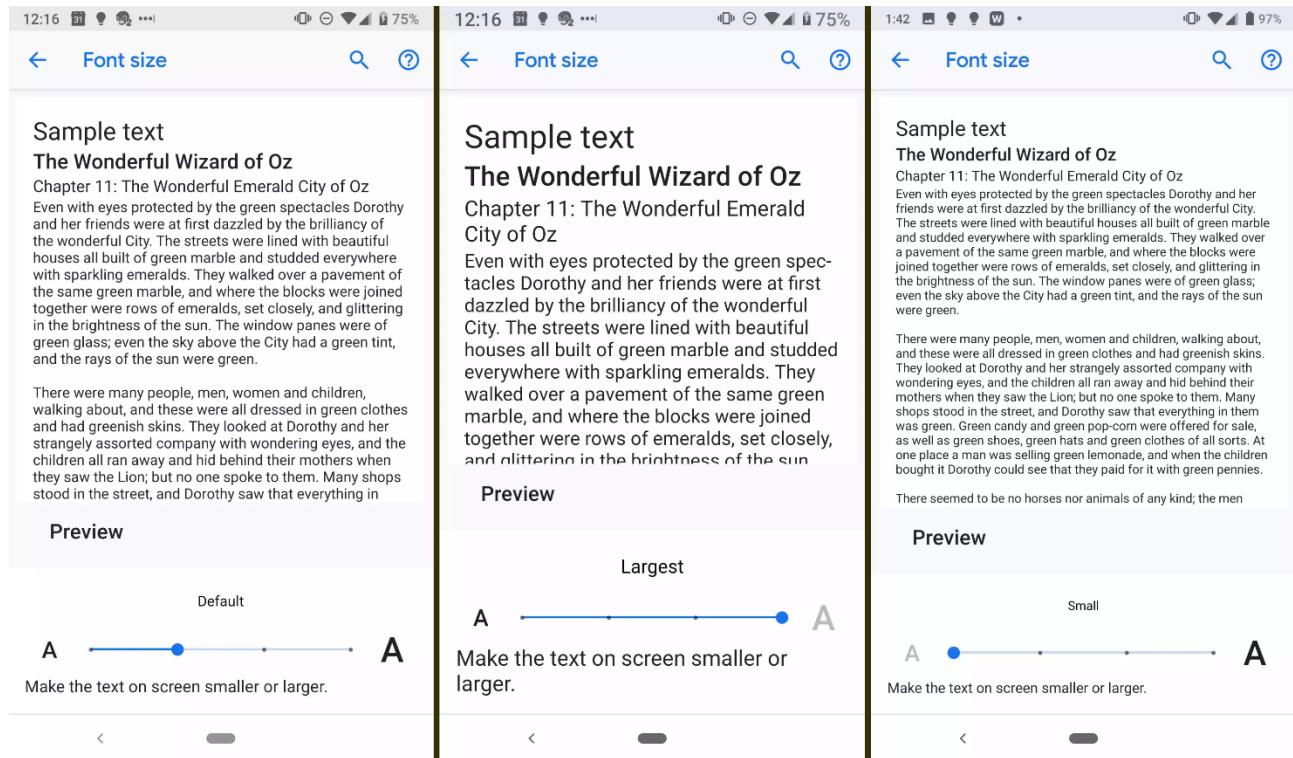 12:16
31
75%
Font size
Sample text
The Wonderful Wizard of Oz
Chapter 11: The Wonderful Emerald City of Oz
Even with eyes protected by the green spectacles Dorothy
and her friends were at first dazzled by the brilliancy of
the wonderful City. The streets were lined with beautiful
houses all built of green marble and studded everywhere
with sparkling emeralds. They walked over a pavement of
the same green marble, and where the blocks were joined
together were rows of emeralds, set closely, and glittering
in the brightness of the sun. The window panes were of
green glass; even the sky above the City had a green tint,
and the rays of the sun were green.
There were many people, men, women and children,
walking about, and these were all dressed in green clothes
and had greenish skins. They looked at Dorothy and her
strangely assorted company with wondering eyes, and the
children all ran away and hid behind their mothers when
they saw the Lion; but no one spoke to them. Many shops
stood in the street, and Dorothy saw that everything in
Preview
Default
A A
Make the text on screen smaller or larger.
12:16
31
75%
Font size
Sample text
The Wonderful Wizard of Oz
Chapter 11: The Wonderful Emerald
City of Oz
Even with eyes protected by the green spec-
tacles Dorothy and her friends were at first
dazzled by the brilliancy of the wonderful
City. The streets were lined with beautiful
houses all built of green marble and studded
everywhere with sparkling emeralds. They
walked over a pavement of the same green
marble, and where the blocks were joined
together were rows of emeralds, set closely,
and glittering in the brightness of the sun
Preview
Largest
A A
Make the text on screen smaller or
larger.
1:42
W
97%
Font size
Sample text
The Wonderful Wizard of Oz
Chapter 11: The Wonderful Emerald City of Oz
Even with eyes protected by the green spectacles Dorothy and her
friends were at first dazzled by the brilliancy of the wonderful City.
The streets were lined with beautiful houses all built of green marble
and studded everywhere with sparkling emeralds. They walked over
a pavement of the same green marble, and where the blocks were
joined together were rows of emeralds, set closely, and glittering in
the brightness of the sun. The window panes were of green glass;
even the sky above the City had a green tint, and the rays of the sun
were green.
There were many people, men, women and children, walking about,
and these were all dressed in green clothes and had greenish skins.
They looked at Dorothy and her strangely assorted company with
wondering eyes, and the children all ran away and hid behind their
mothers when they saw the Lion; but no one spoke to them. Many
shops stood in the street, and Dorothy saw that everything in them
was green. Green candy and green pop-corn were offered for sale,
as well as green shoes, green hats and green clothes of all sorts. At
one place a man was selling green lemonade, and when the children
bought it Dorothy could see that they paid for it with green pennies.
There seemed to be no horses nor animals of any kind; the men
Preview
Small
A A
Make the text on screen smaller or larger.